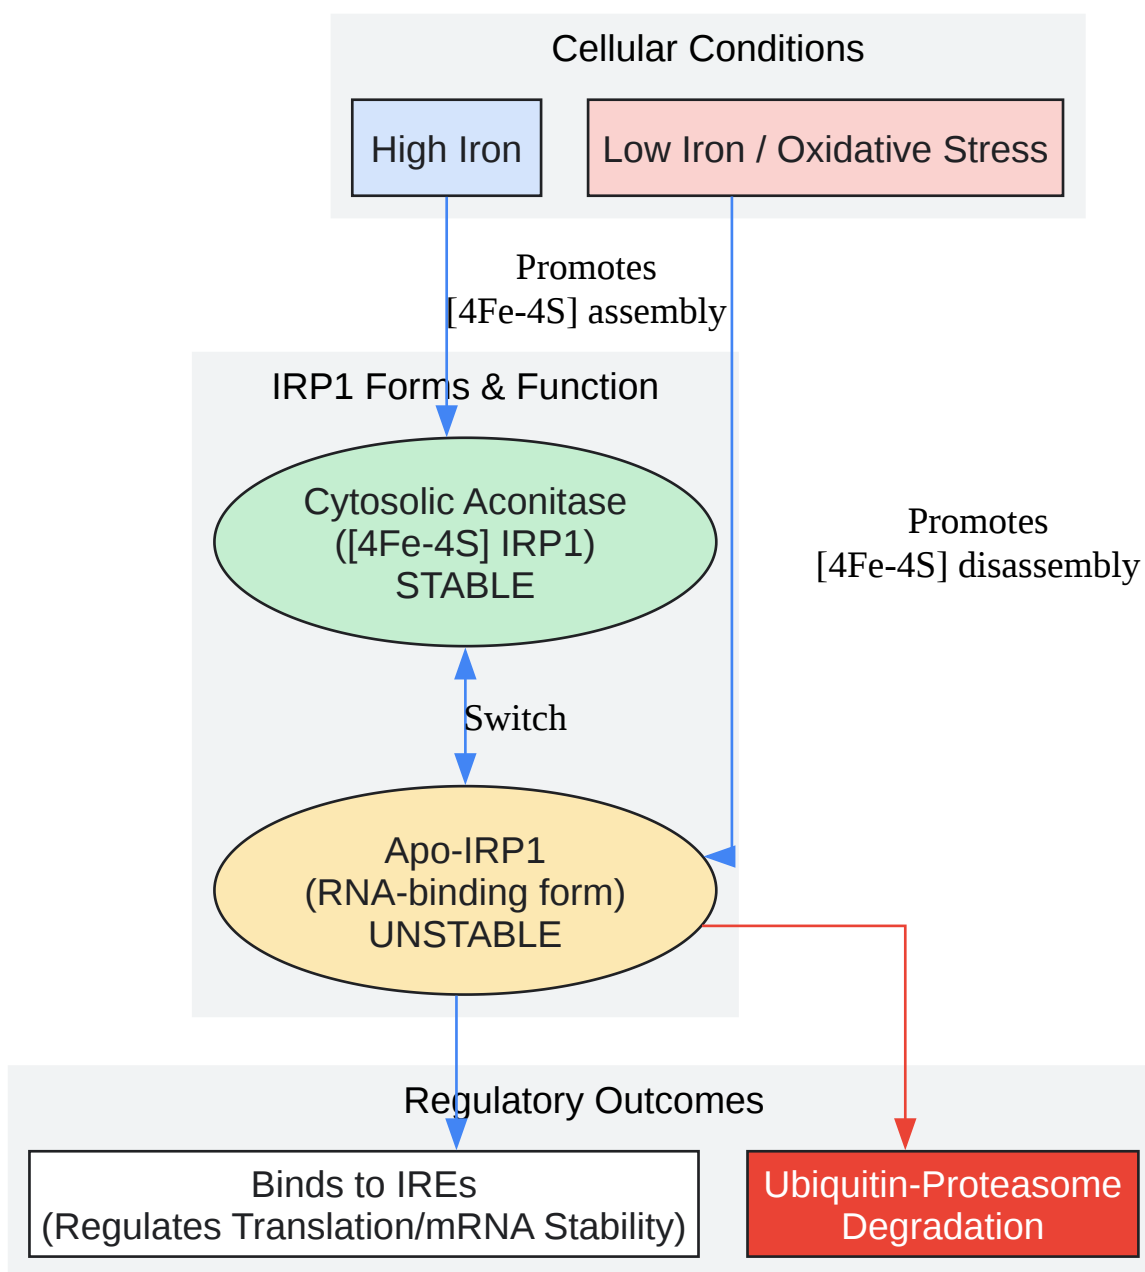 Cellular Conditions
High Iron
Low Iron / Oxidative Stress
Promotes
[4Fe-4S] assembly
IRP1 Forms & Function
Cytosolic Aconitase
([4Fe-4S] IRP1)
STABLE
Promotes
[4Fe-4S] disassembly
Switch
Apo-IRP1
(RNA-binding form)
UNSTABLE
Regulatory Outcomes
Binds to IREs
(Regulates Translation/mRNA Stability)
Ubiquitin-Proteasome
Degradation